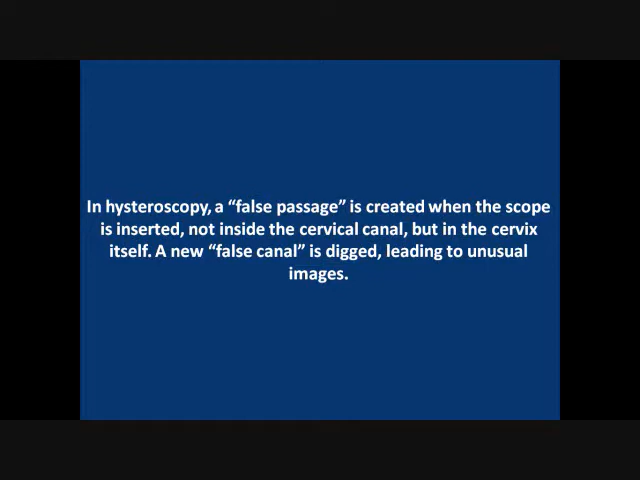 In hysteroscopy, a “false passage” is created when the scope
is inserted, not inside the cervical canal, but in the cervix
itself. A new “false canal” is digged, leading to unusual
images.